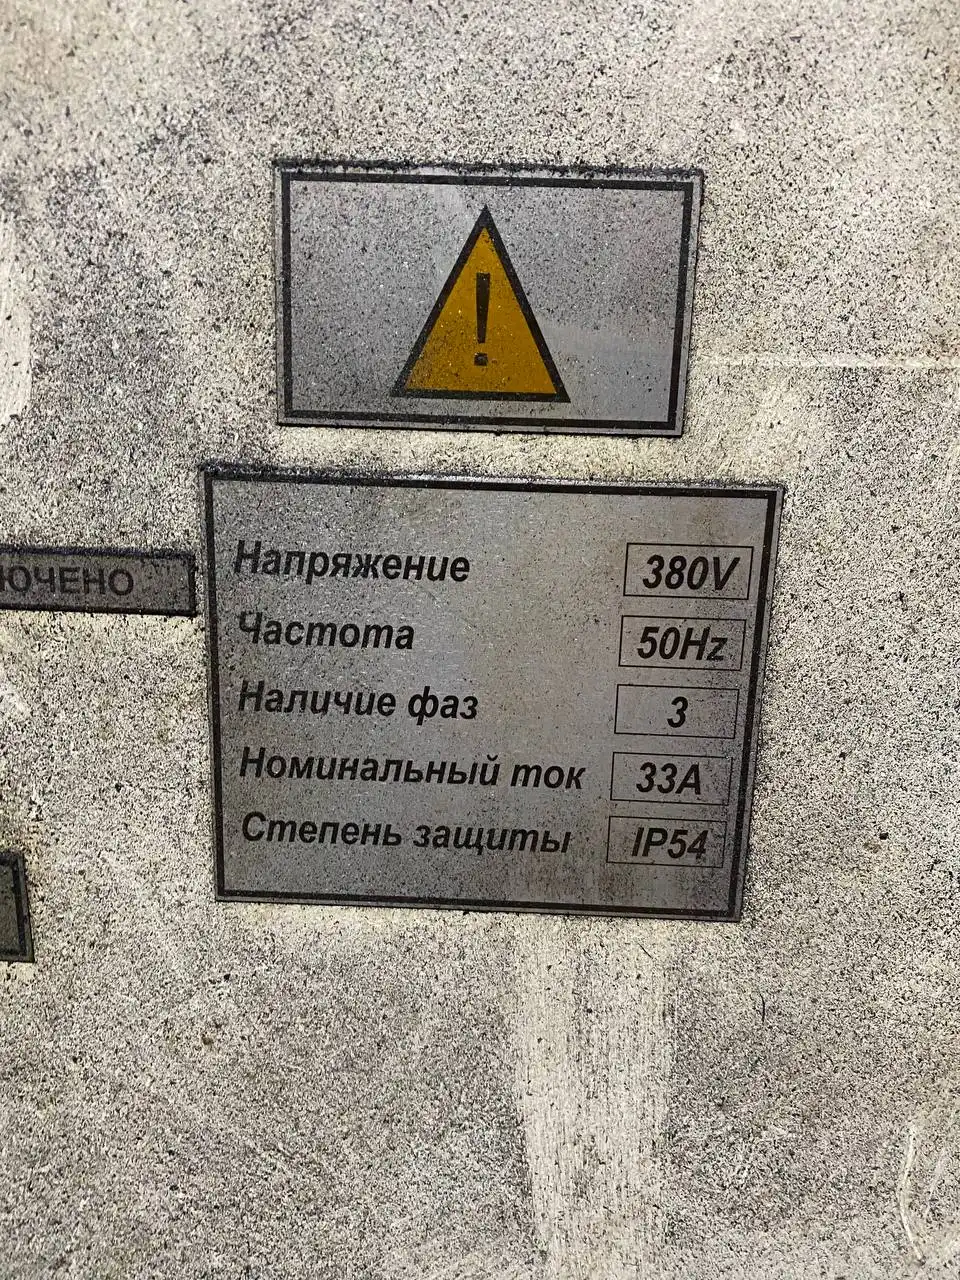 !
Напряжение 380V
ЮЧЕНО
Частота 50Hz
Наличие фаз 3
Номинальный ток 33A
Степень защиты IP54